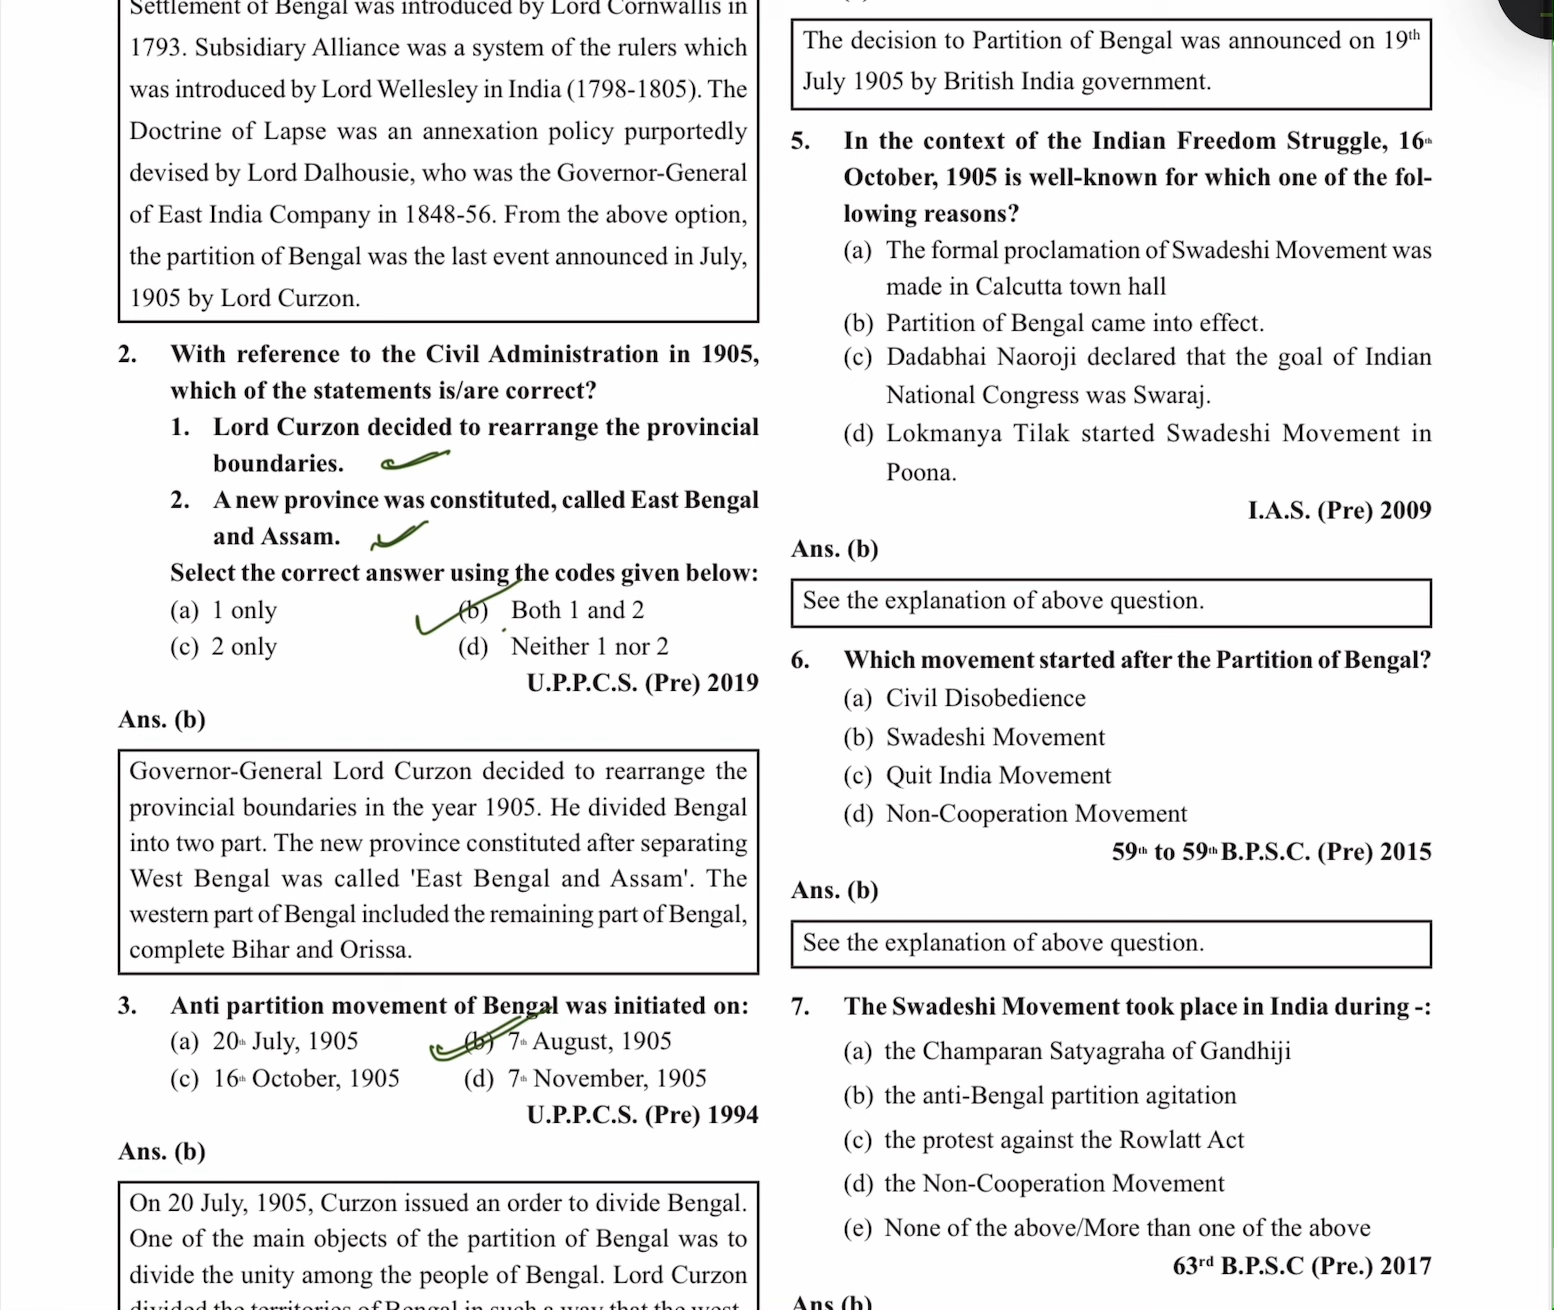 Settlement of Bengal was introduced by Lord Cornwallis in
1793. Subsidiary Alliance was a system of the rulers which
was introduced by Lord Wellesley in India (1798-1805). The
Doctrine of Lapse was an annexation policy purportedly
devised by Lord Dalhousie, who was the Governor-General
of East India Company in 1848-56. From the above option,
the partition of Bengal was the last event announced in July,
1905 by Lord Curzon.
2. With reference to the Civil Administration in 1905,
which of the statements is/are correct?
1. Lord Curzon decided to rearrange the provincial
boundaries.
2. A new province was constituted, called East Bengal
and Assam.
Select the correct answer using the codes given below:
(a) 1 only (b) Both 1 and 2
(c) 2 only (d) Neither 1 nor 2
U.P.P.C.S. (Pre) 2019
Ans. (b)
Governor-General Lord Curzon decided to rearrange the
provincial boundaries in the year 1905. He divided Bengal
into two part. The new province constituted after separating
West Bengal was called 'East Bengal and Assam'. The
western part of Bengal included the remaining part of Bengal,
complete Bihar and Orissa.
3. Anti partition movement of Bengal was initiated on:
(a) 20th July, 1905 (b) 7th August, 1905
(c) 16th October, 1905 (d) 7th November, 1905
U.P.P.C.S. (Pre) 1994
Ans. (b)
On 20 July, 1905, Curzon issued an order to divide Bengal.
One of the main objects of the partition of Bengal was to
divide the unity among the people of Bengal. Lord Curzon
divided the territories of Bengal in such a way that the west
The decision to Partition of Bengal was announced on 19th
July 1905 by British India government.
5. In the context of the Indian Freedom Struggle, 16th
October, 1905 is well-known for which one of the fol-
lowing reasons?
(a) The formal proclamation of Swadeshi Movement was
made in Calcutta town hall
(b) Partition of Bengal came into effect.
(c) Dadabhai Naoroji declared that the goal of Indian
National Congress was Swaraj.
(d) Lokmanya Tilak started Swadeshi Movement in
Poona.
I.A.S. (Pre) 2009
Ans. (b)
See the explanation of above question.
6. Which movement started after the Partition of Bengal?
(a) Civil Disobedience
(b) Swadeshi Movement
(c) Quit India Movement
(d) Non-Cooperation Movement
59th to 59th B.P.S.C. (Pre) 2015
Ans. (b)
See the explanation of above question.
7. The Swadeshi Movement took place in India during -:
(a) the Champaran Satyagraha of Gandhiji
(b) the anti-Bengal partition agitation
(c) the protest against the Rowlatt Act
(d) the Non-Cooperation Movement
(e) None of the above/More than one of the above
63rd B.P.S.C (Pre.) 2017
Ans (b)